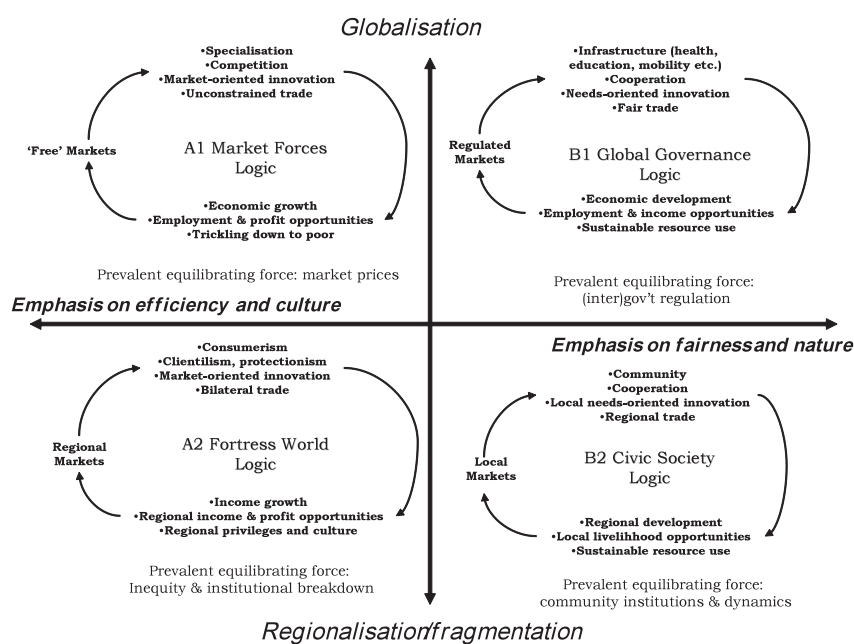 Globalisation
•Specialisation
•Competition
•Market-oriented innovation
•Unconstrained trade
'Free' Markets
A1 Market Forces
Logic
•Economic growth
•Employment & profit opportunities
•Trickling down to poor
Prevalent equilibrating force: market prices
•Infrastructure (health,
education, mobility etc.)
•Cooperation
•Needs-oriented innovation
•Fair trade
Regulated
Markets
B1 Global Governance
Logic
•Economic development
•Employment & income opportunities
•Sustainable resource use
Prevalent equilibrating force:
(inter)gov't regulation
Emphasis on efficiency and culture
Emphasis on fairnessand nature
•Consumerism
•Clientilism, protectionism
•Market-oriented innovation
•Bilateral trade
Regional
Markets
A2 Fortress World
Logic
•Income growth
•Regional income & profit opportunities
•Regional privileges and culture
Prevalent equilibrating force:
Inequity & institutional breakdown
•Community
•Cooperation
•Local needs-oriented innovation
•Regional trade
Local
Markets
B2 Civic Society
Logic
•Regional development
•Local livelihhood opportunities
•Sustainable resource use
Prevalent equilibrating force:
community institutions & dynamics
Regionalisation/fragmentation